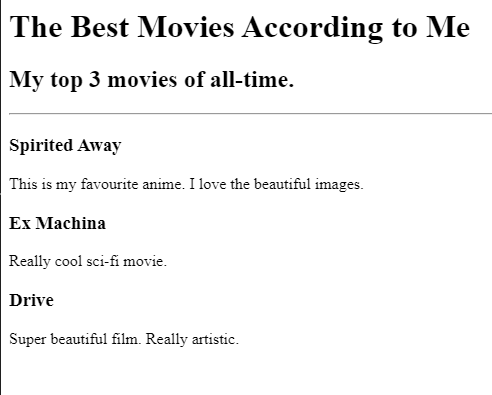 The Best Movies According to Me
My top 3 movies of all-time.
Spirited Away
This is my favourite anime. I love the beautiful images.
Ex Machina
Really cool sci-fi movie.
Drive
Super beautiful film. Really artistic.